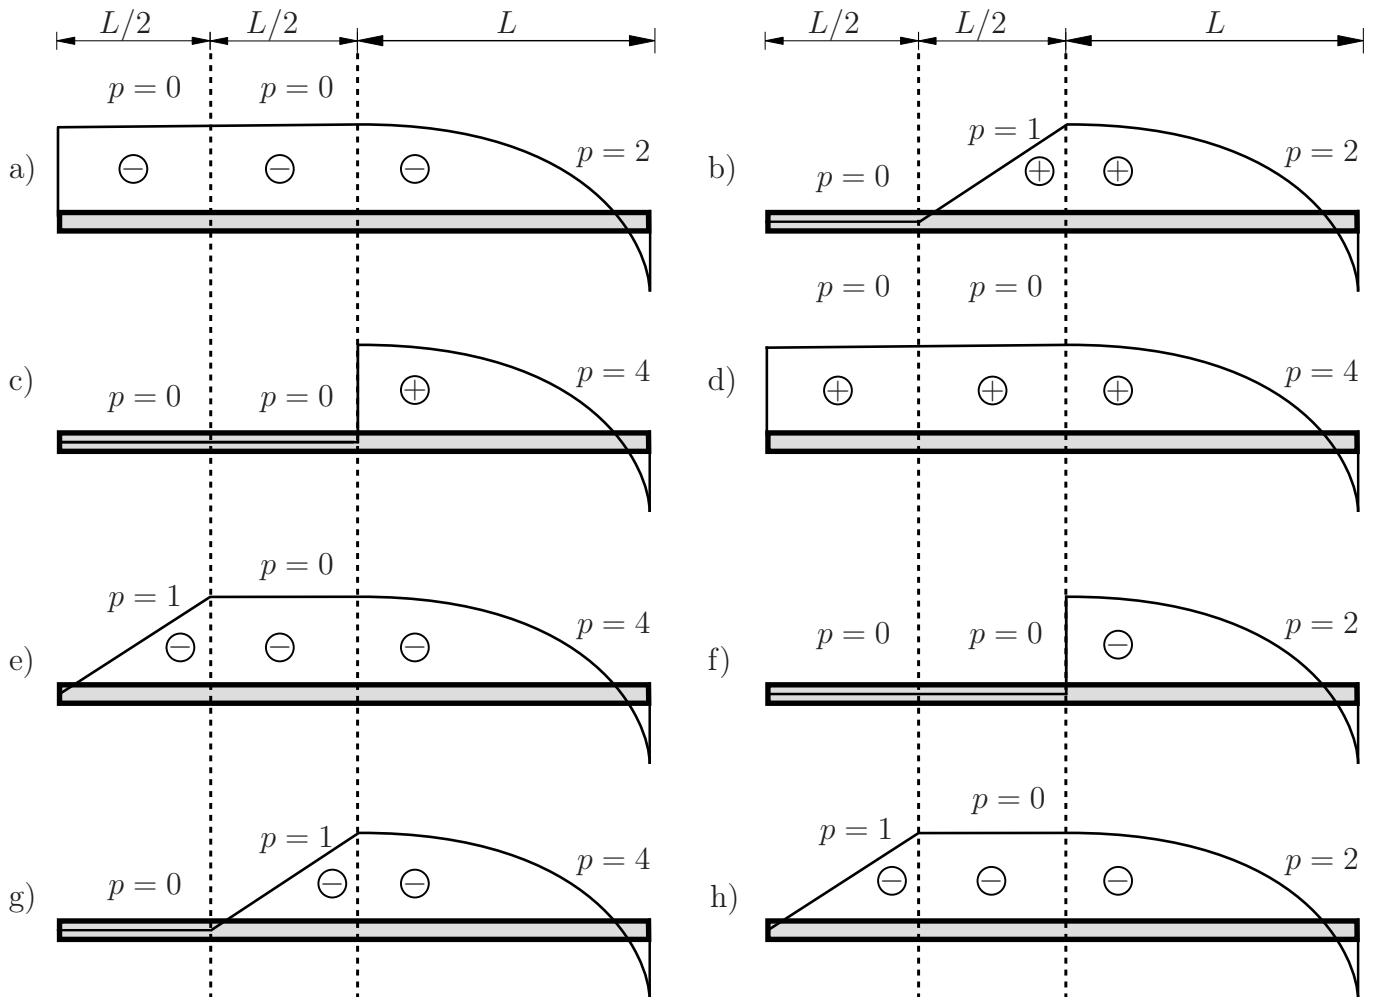 L/2 L/2 L L/2 L/2 L
p = 0 p = 0
a) ⊖ ⊖ ⊖ p = 2
b) p = 0 p = 1 ⊕ ⊕ p = 2
c) p = 0 p = 0 ⊕ p = 4
p = 0 p = 0
d) ⊕ ⊕ ⊕ p = 4
p = 0
e) p = 1 ⊖ ⊖ ⊖ p = 4
f) p = 0 p = 0 ⊖ p = 2
g) p = 0 p = 1 ⊖ ⊖ p = 4
p = 0
h) p = 1 ⊖ ⊖ ⊖ p = 2